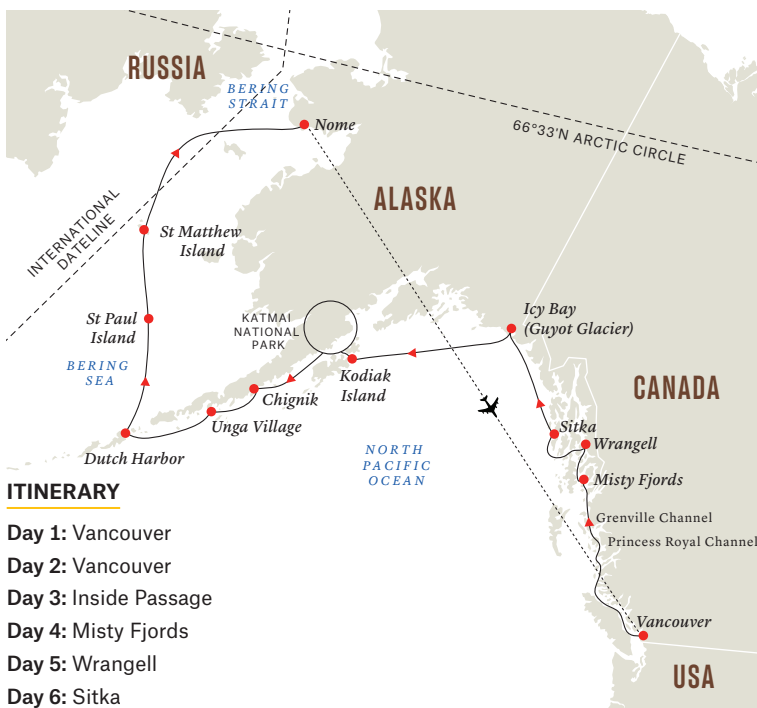 RUSSIA
BERING
STRAIT
Nome
66°33'N ARCTIC CIRCLE
ALASKA
INTERNATIONAL
DATELINE
St Matthew
Island
St Paul
Island
KATMAI
NATIONAL
PARK
Icy Bay
(Guyot Glacier)
BERING
SEA
Kodiak
Island
CANADA
Chignik
Unga Village
Sitka
Wrangell
Dutch Harbor
NORTH
PACIFIC
OCEAN
Misty Fjords
Grenville Channel
Princess Royal Channel
Vancouver
USA
ITINERARY
Day 1: Vancouver
Day 2: Vancouver
Day 3: Inside Passage
Day 4: Misty Fjords
Day 5: Wrangell
Day 6: Sitka